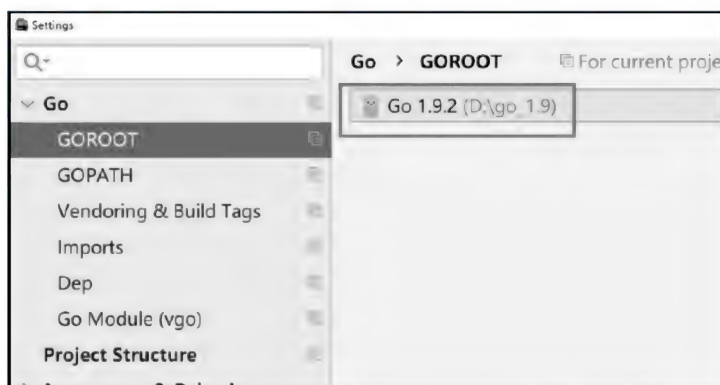 Settings
Go › GOROOT For current proje
Go
Go 1.9.2 (D:\go_1.9)
GOROOT
GOPATH
Vendoring & Build Tags
Imports
Dep
Go Module (vgo)
Project Structure